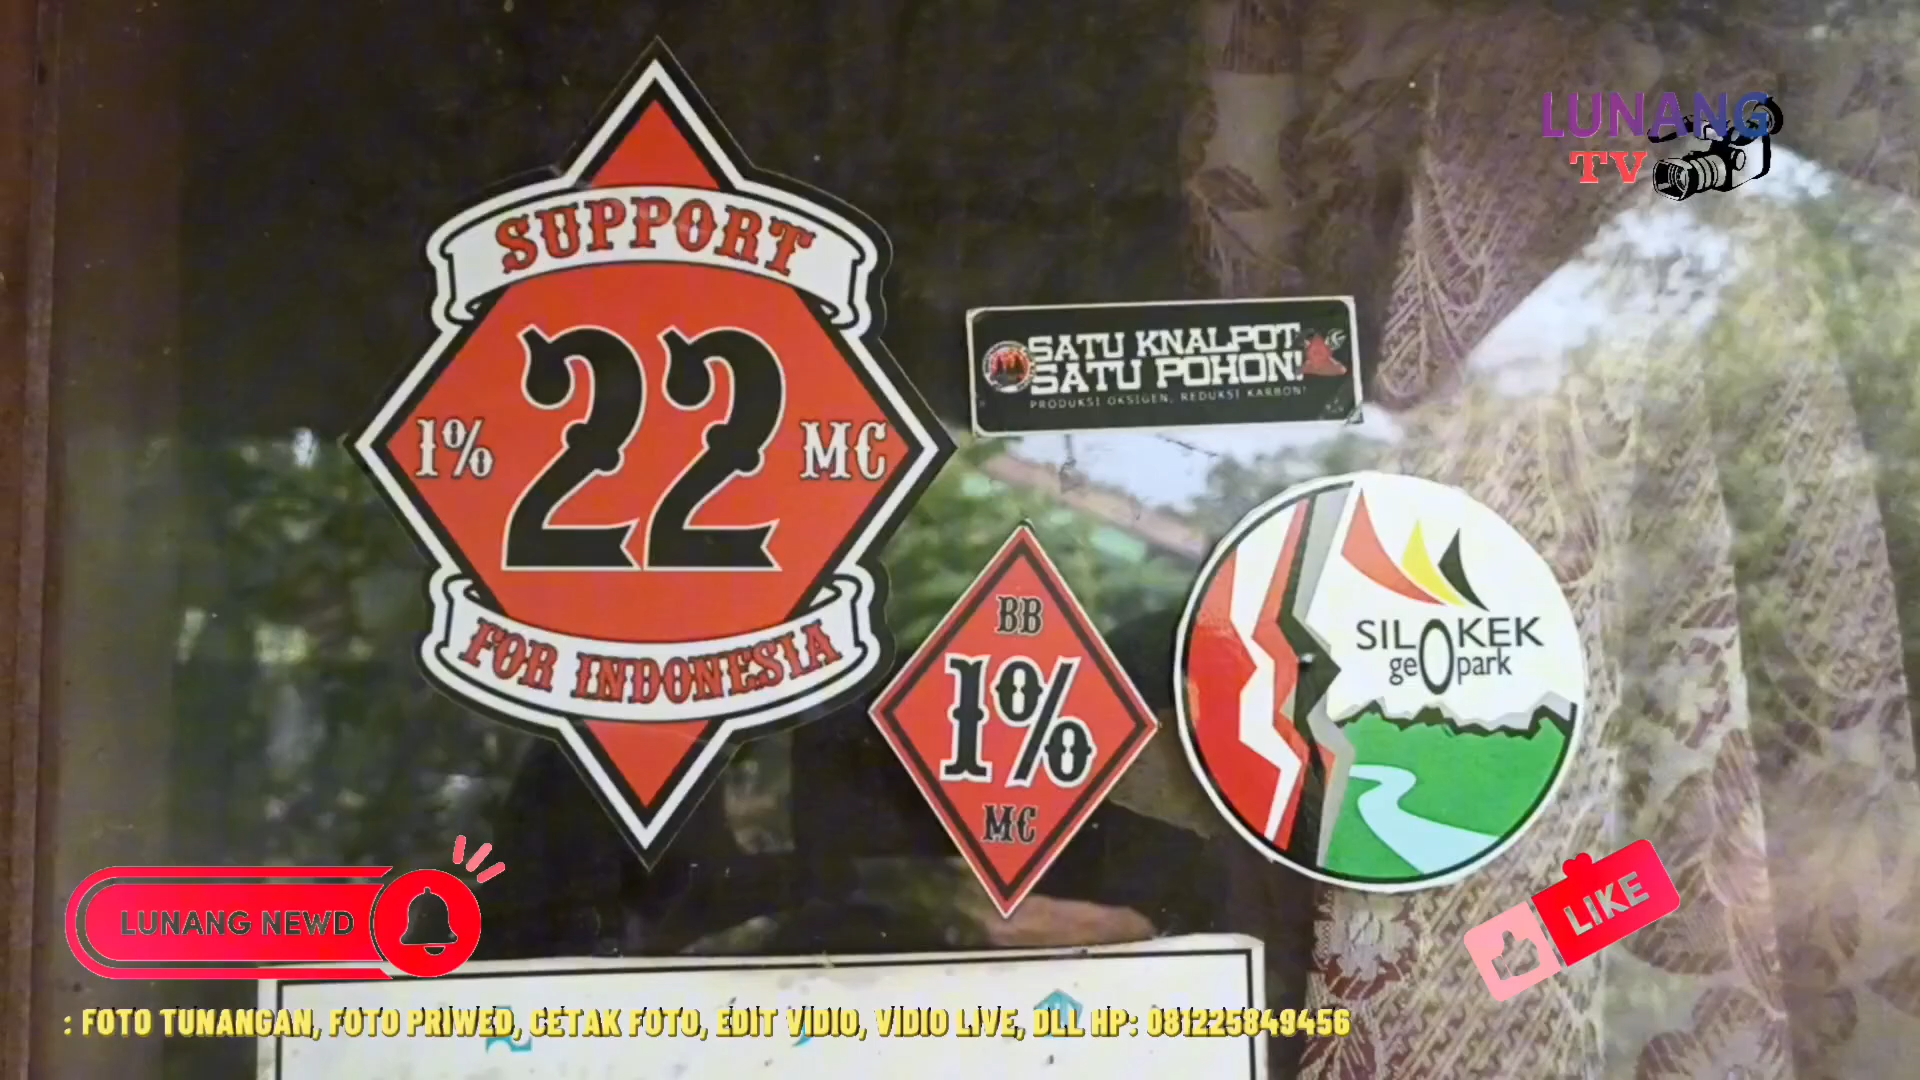 LUNANG
TV
SUPPORT
22
1%
MC
FOR INDONESIA
SATU KNALPOT
SATU POHON!
PRODUKSI OKSIGEN, REDUKSI KARBON!
BB
1%
MC
SILOKEK
geOpark
LUNANG NEWD
LIKE
: FOTO TUNANGAN, FOTO PRIWED, CETAK FOTO, EDIT VIDIO, VIDIO LIVE, DLL HP: 081225849456